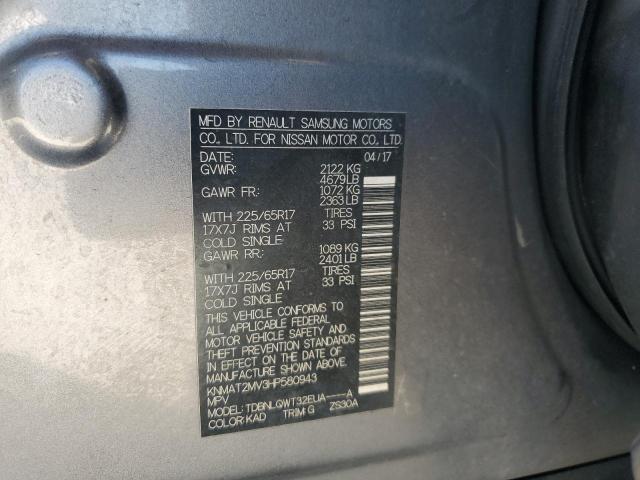 MFD BY RENAULT SAMSUNG MOTORS
CO., LTD. FOR NISSAN MOTOR CO., LTD.
DATE: 04/17
GVWR: 2122 KG
4679 LB
GAWR FR: 1072 KG
2363 LB
WITH 225/65R17 TIRES
17X7J RIMS AT 33 PSI
COLD SINGLE
GAWR RR: 1089 KG
2401 LB
WITH 225/65R17 TIRES
17X7J RIMS AT 33 PSI
COLD SINGLE
THIS VEHICLE CONFORMS TO
ALL APPLICABLE FEDERAL
MOTOR VEHICLE SAFETY AND
THEFT PREVENTION STANDARDS
IN EFFECT ON THE DATE OF
MANUFACTURE SHOWN ABOVE.
KNMAT2MV3HP580943
MPV
MODEL: TDBNLQWT32EUA----A
COLOR: KAD TRIM: G ZS30A